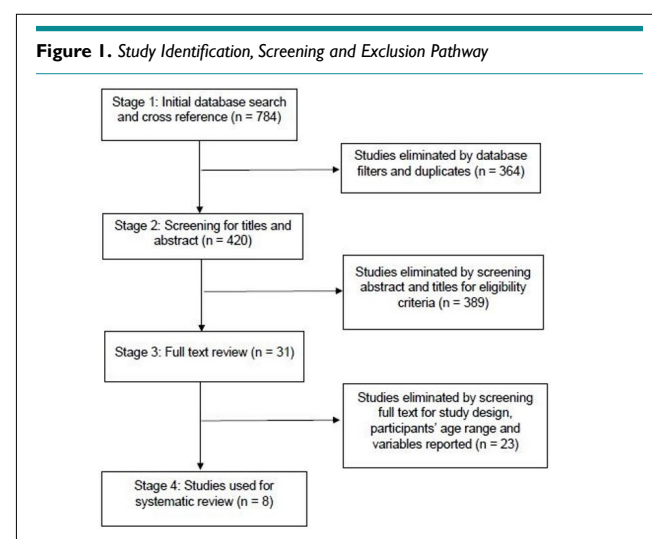 Figure 1. Study Identification, Screening and Exclusion Pathway
Stage 1: Initial database search
and cross reference (n = 784)
Studies eliminated by database
filters and duplicates (n = 364)
Stage 2: Screening for titles and
abstract (n = 420)
Studies eliminated by screening
abstract and titles for eligibility
criteria (n = 389)
Stage 3: Full text review (n = 31)
Studies eliminated by screening
full text for study design,
participants' age range and
variables reported (n = 23)
Stage 4: Studies used for
systematic review (n = 8)